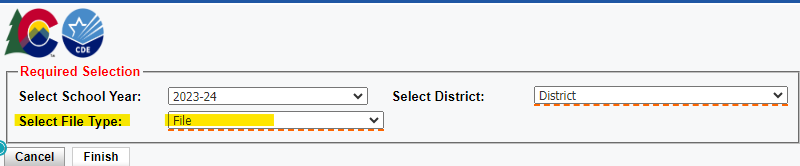 CDE
Required Selection
Select School Year: 2023-24 Select District: District
Select File Type: File
Cancel Finish